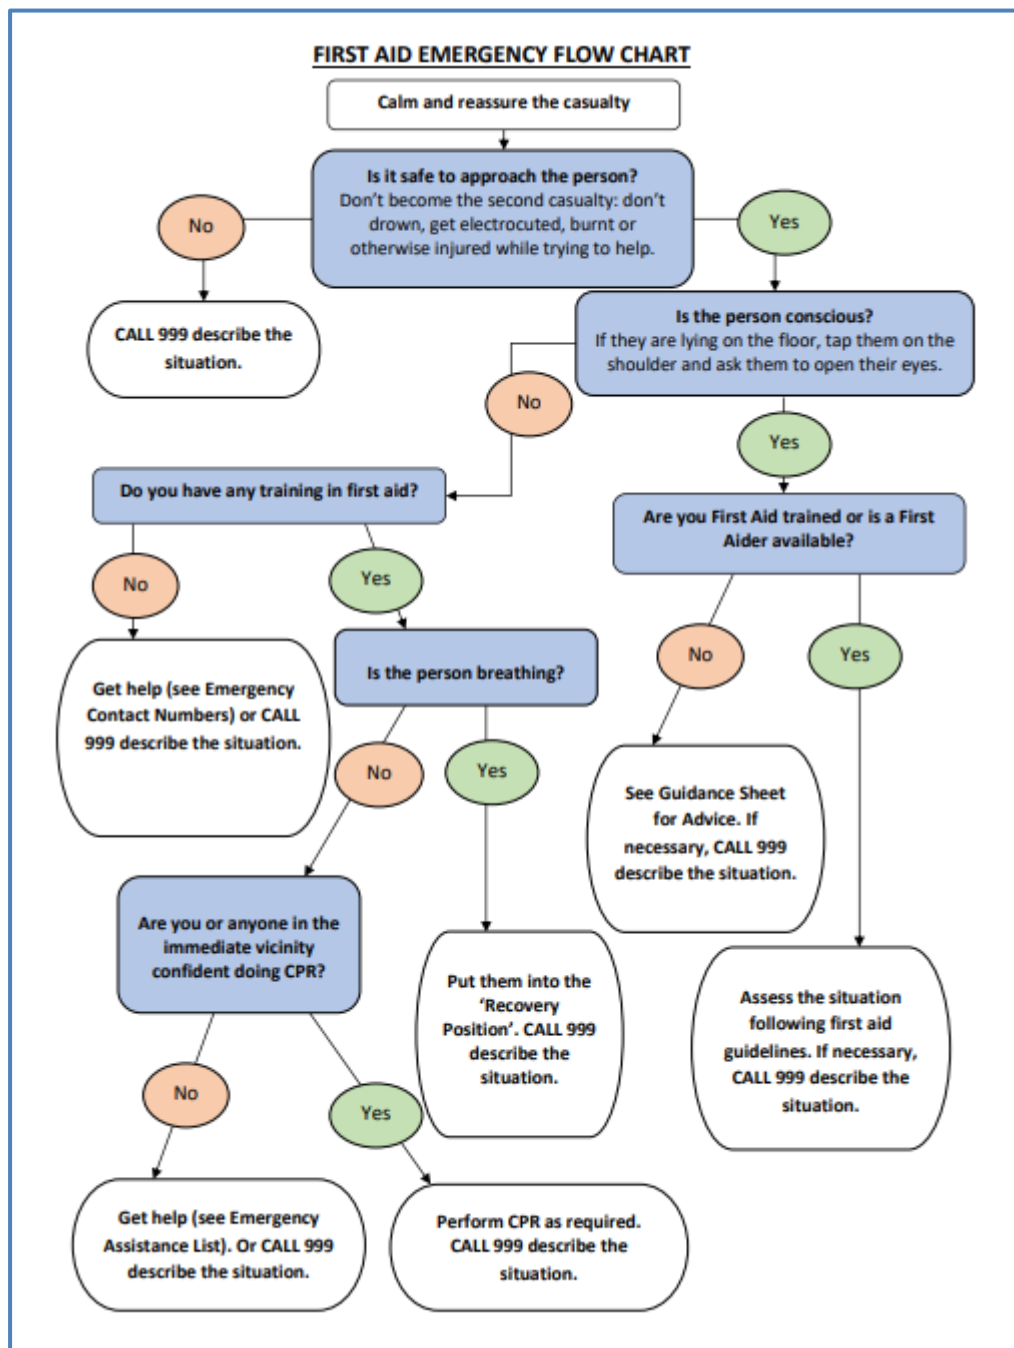 FIRST AID EMERGENCY FLOW CHART
Calm and reassure the casualty
Is it safe to approach the person?
Don’t become the second casualty: don’t
drown, get electrocuted, burnt or
otherwise injured while trying to help.
No
Yes
CALL 999 describe the
situation.
Is the person conscious?
If they are lying on the floor, tap them on the
shoulder and ask them to open their eyes.
No
Yes
Do you have any training in first aid?
Are you First Aid trained or is a First
Aider available?
No
Yes
No
Yes
Get help (see Emergency
Contact Numbers) or CALL
999 describe the situation.
Is the person breathing?
No
Yes
See Guidance Sheet
for Advice. If
necessary, CALL 999
describe the situation.
Are you or anyone in the
immediate vicinity
confident doing CPR?
Put them into the
‘Recovery
Position’. CALL 999
describe the
situation.
Assess the situation
following first aid
guidelines. If necessary,
CALL 999 describe the
situation.
No
Yes
Get help (see Emergency
Assistance List). Or CALL 999
describe the situation.
Perform CPR as required.
CALL 999 describe the
situation.